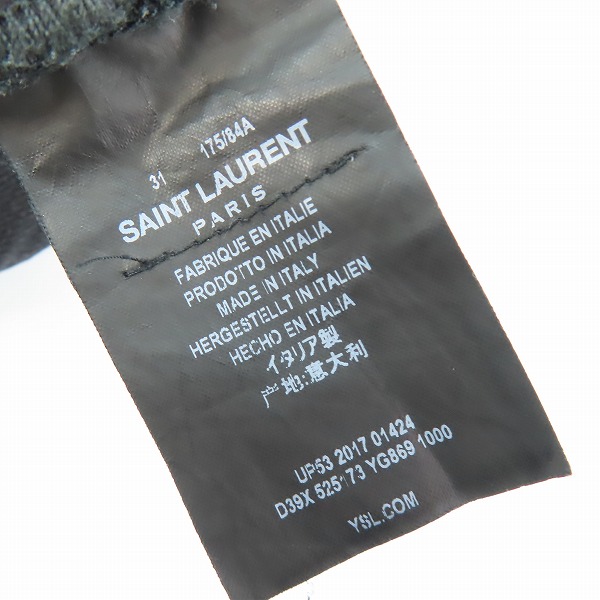 31 175/84A
SAINT LAURENT
PARIS
FABRIQUE EN ITALIE
PRODOTTO IN ITALIA
MADE IN ITALY
HERGESTELLT IN ITALIEN
HECHO EN ITALIA
イタリア製
产地:意大利
UP53 2017 01424
D39X 525173 YG869 1000
YSL.COM